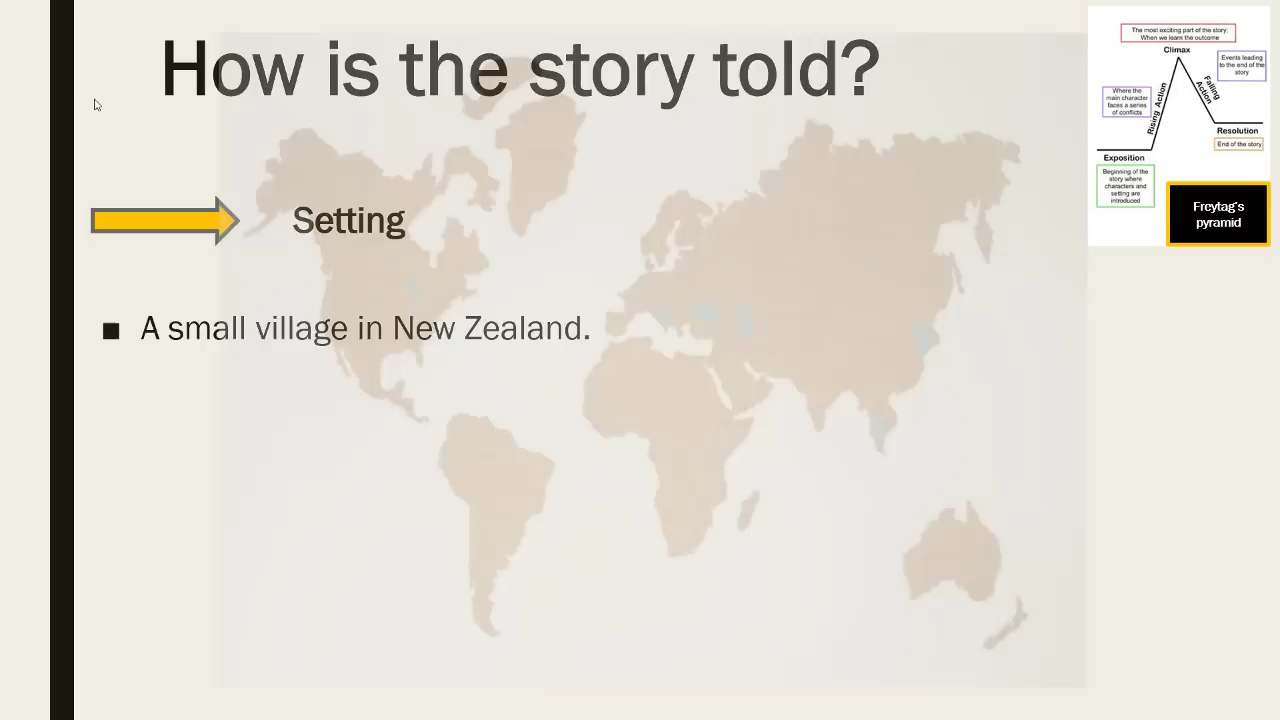 How is the story told?
Setting
■ A small village in New Zealand.
The most exciting part of the story;
When we learn the outcome
Climax
Events leading
to the end of the
story
Where the
main character
faces a series
of conflicts
Rising Action
Falling
Action
Resolution
End of the story
Exposition
Beginning of the
story where
characters and
setting are
introduced
Freytag's
pyramid